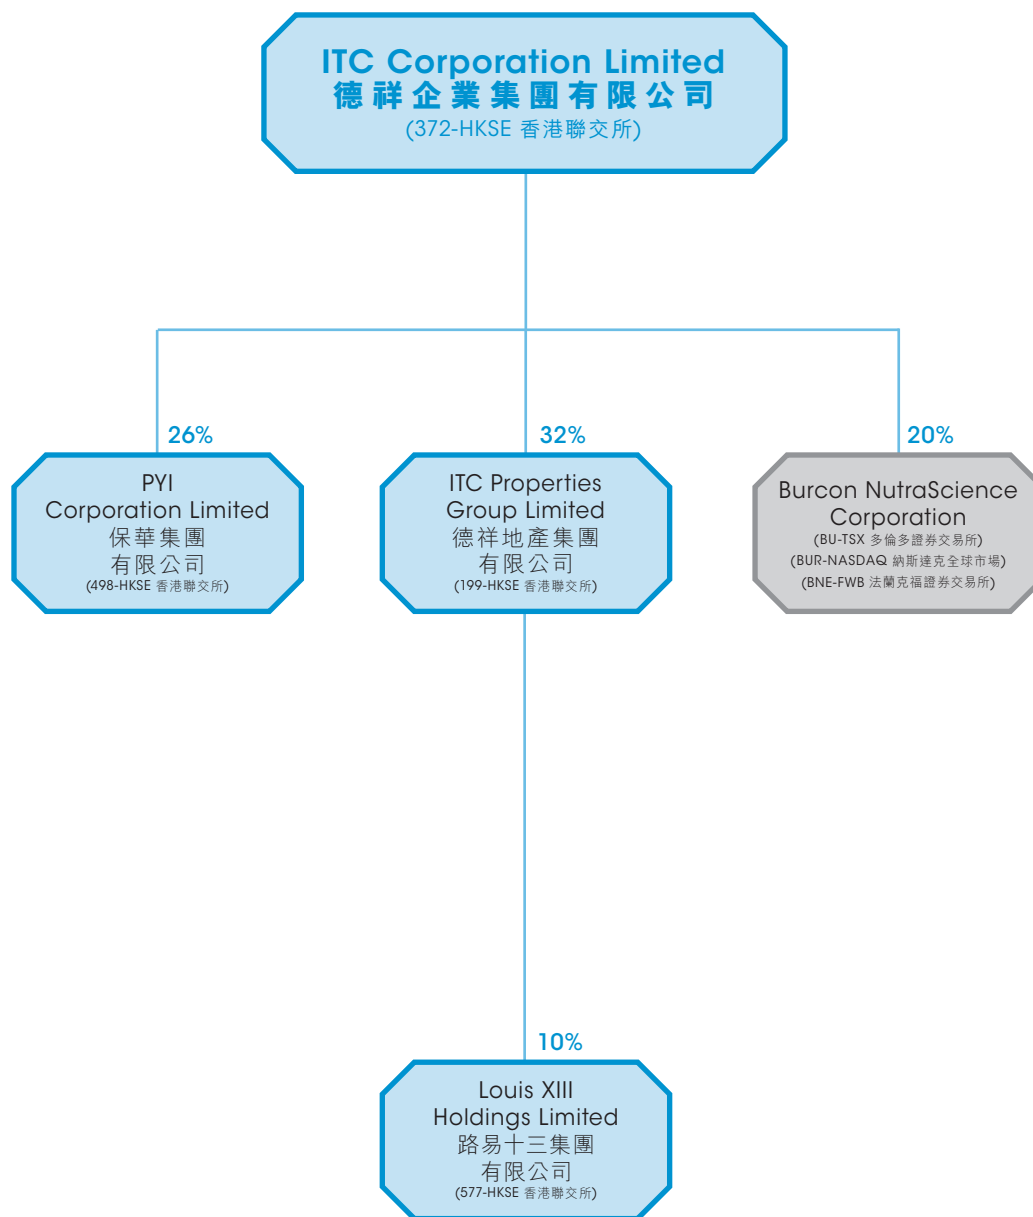 ITC Corporation Limited
德祥企業集團有限公司
(372-HKSE 香港聯交所)
26%
PYI
Corporation Limited
保華集團
有限公司
(498-HKSE 香港聯交所)
32%
ITC Properties
Group Limited
德祥地產集團
有限公司
(199-HKSE 香港聯交所)
20%
Burcon NutraScience
Corporation
(BU-TSX 多倫多證券交易所)
(BUR-NASDAQ 納斯達克全球市場)
(BNE-FWB 法蘭克福證券交易所)
10%
Louis XIII
Holdings Limited
路易十三集團
有限公司
(577-HKSE 香港聯交所)